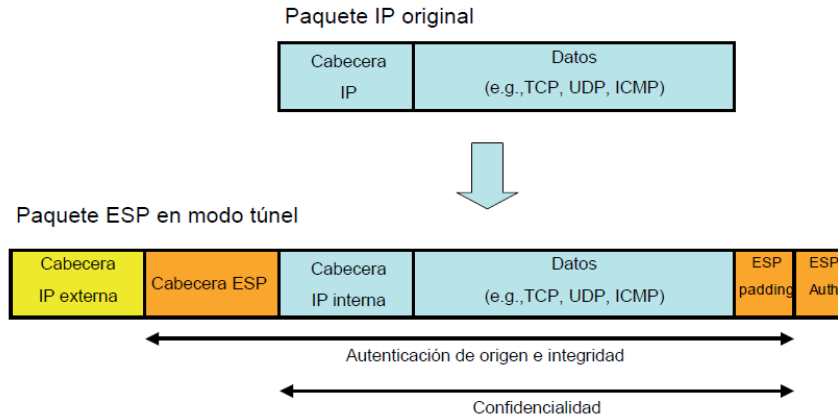 Paquete IP original
Cabecera
IP
Datos
(e.g.,TCP, UDP, ICMP)
Paquete ESP en modo túnel
Cabecera
IP externa
Cabecera ESP
Cabecera
IP interna
Datos
(e.g.,TCP, UDP, ICMP)
ESP
padding
ESP
Auth
Autenticación de origen e integridad
Confidencialidad